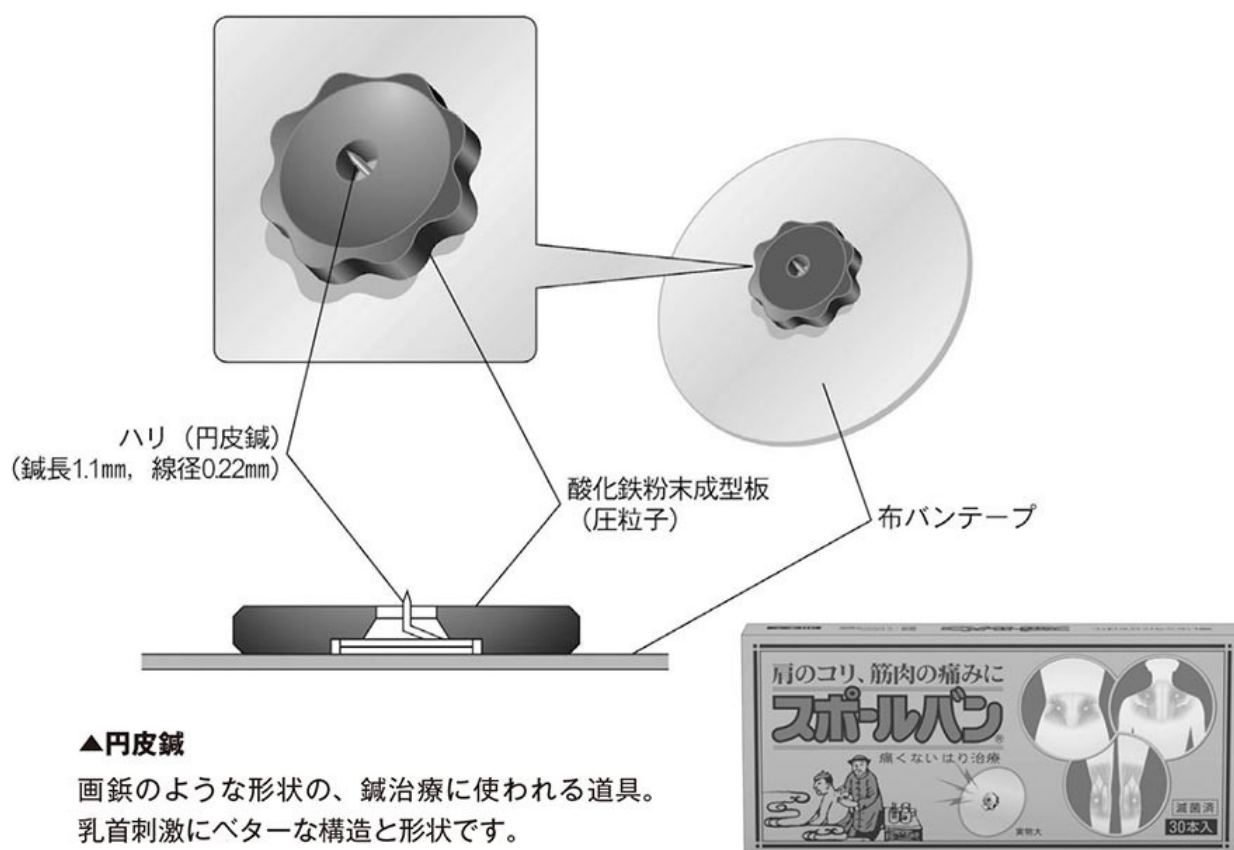 ハリ（円皮鍼）
（鍼長1.1㎜，線径0.22㎜）
酸化鉄粉末成型板
（圧粒子）
布バンテープ
▲円皮鍼
画鋲のような形状の、鍼治療に使われる道具。
乳首刺激にベターな構造と形状です。
肩のコリ、筋肉の痛みに
スポールバン®
痛くないはり治療
実物大
滅菌済
30本入